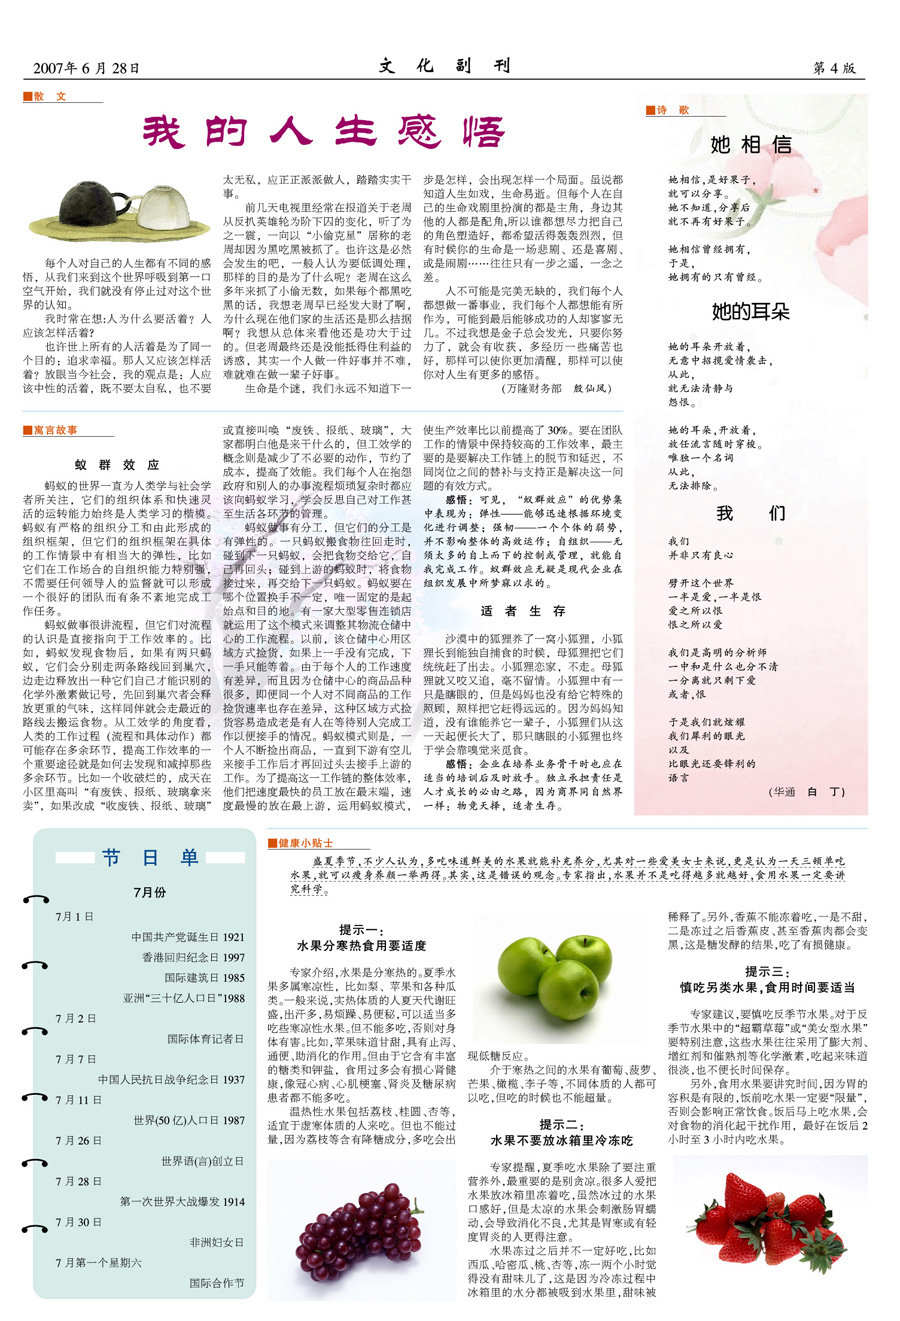 2007年 6 月 28日
文 化 副 刊
第 4 版
■散 文
我的人生感悟
每个人对自己的人生都有不同的感
悟，从我们来到这个世界呼吸到第一口
空气开始，我们就没有停止过对这个世
界的认知。
我时常在想:人为什么要活着？人
应该怎样活着?
也许世上所有的人活着是为了同一
个目的；追求幸福。那人又应该怎样活
着？放眼当今社会，我的观点是；人应
该中性的活着，既不要太自私，也不要
太无私，应正正派派做人，踏踏实实干
事。
前几天电视里经常在报道关于老周
从反扒英雄轮为阶下囚的变化，听了为
之一震，一向以“小偷克星”居称的老
周却因为黑吃黑被抓了。也许这是必然
会发生的吧，一般人认为要低调处理，
那样的目的是为了什么呢？老周在这么
多年来抓了小偷无数，如果每个都黑吃
黑的话，我想老周早已经发大财了啊，
为什么现在他们家的生活还是那么拮据
啊？我想从总体来看他还是功大于过
的。但老周最终还是没能抵得住利益的
诱惑，其实一个人做一件好事并不难，
难就难在做一辈子好事。
生命是个谜，我们永远不知道下一
步是怎样，会出现怎样一个局面。虽说都
知道人生如戏，生命易逝。但每个人在自
己的生命戏剧里扮演的都是主角，身边其
他的人都是配角,所以谁都想尽力把自己
的角色塑造好，都希望活得轰轰烈烈，但
有时候你的生命是一场悲剧、还是喜剧、
或是闹剧……往往只有一步之遥，一念之
差。
人不可能是完美无缺的，我们每个人
都想做一番事业，我们每个人都想能有所
作为，可能到最后能够成功的人却寥寥无
几。不过我想是金子总会发光，只要你努
力了，就会有收获，多经历一些痛苦也
好，那样可以使你更加清醒，那样可以使
你对人生有更多的感悟。
(万隆财务部 殷仙凤)
■诗 歌
她相信
她相信,是好果子,
就可以分享。
她不知道,分享后
就不再有好果子。
她相信曾经拥有,
于是,
她拥有的只有曾经。
她的耳朵
她的耳朵开放着,
无意中招揽爱情袭击,
从此,
就无法清静与
怨恨。
她的耳朵,开放着,
放任流言随时穿梭。
唯独一个名词
从此,
无法排除。
我 们
我们
并非只有良心
劈开这个世界
一半是爱,一半是恨
爱之所以恨
恨之所以爱
我们是高明的分析师
一中和是什么也分不清
一分离就只剩下爱
或者,恨
于是我们就炫耀
我们犀利的眼光
以及
比眼光还要锋利的
语言
(华通 白 丁)
■寓言故事
蚁 群 效 应
蚂蚁的世界一直为人类学与社会学
者所关注，它们的组织体系和快速灵
活的运转能力始终是人类学习的楷模。
蚂蚁有严格的组织分工和由此形成的
组织框架，但它们的组织框架在具体
的工作情景中有相当大的弹性，比如
它们在工作场合的自组织能力特别强，
不需要任何领导人的监督就可以形成
一个很好的团队而有条不紊地完成工
作任务。
蚂蚁做事很讲流程，但它们对流程
的认识是直接指向于工作效率的。比
如，蚂蚁发现食物后，如果有两只蚂
蚁，它们会分别走两条路线回到巢穴，
边走边释放出一种它们自己才能识别的
化学外激素做记号，先回到巢穴者会释
放更重的气味，这样同伴就会走最近的
路线去搬运食物。从工效学的角度看，
人类的工作过程（流程和具体动作）都
可能存在多余环节，提高工作效率的一
个重要途径就是如何去发现和减掉那些
多余环节。比如一个收破烂的，成天在
小区里高叫“有废铁、报纸、玻璃拿来
卖”，如果改成“收废铁、报纸、玻璃”
或直接叫唤“废铁、报纸、玻璃”，大
家都明白他是来干什么的，但工效学的
概念则是减少了不必要的动作，节约了
成本，提高了效能。我们每个人在抱怨
政府和别人的办事流程烦琐复杂时都应
该向蚂蚁学习，学会反思自己对工作甚
至生活各环节的管理。
蚂蚁做事有分工，但它们的分工是
有弹性的。一只蚂蚁搬食物往回走时，
碰到下一只蚂蚁，会把食物交给它，自
己再回头；碰到上游的蚂蚁时，将食物
接过来，再交给下一只蚂蚁。蚂蚁要在
哪个位置换手不一定，唯一固定的是起
始点和目的地。有一家大型零售连锁店
就运用了这个模式来调整其物流仓储中
心的工作流程。以前，该仓储中心用区
域方式捡货，如果上一手没有完成，下
一手只能等着。由于每个人的工作速度
有差异，而且因为仓储中心的商品品种
很多，即便同一个人对不同商品的工作
捡货速率也存在差异，这种区域方式捡
货容易造成老是有人在等待别人完成工
作以便接手的情况。蚂蚁模式则是，一
个人不断捡出商品，一直到下游有空儿
来接手工作后才再回过头去接手上游的
工作。为了提高这一工作链的整体效率，
他们把速度最快的员工放在最末端，速
度最慢的放在最上游，运用蚂蚁模式，
使生产效率比以前提高了 30%。要在团队
工作的情景中保持较高的工作效率，最主
要的是要解决工作链上的脱节和延迟，不
同岗位之间的替补与支持正是解决这一问
题的有效方式。
感悟：可见，“蚁群效应”的优势集
中表现为：弹性——能够迅速根据环境变
化进行调整；强韧——一个个体的弱势，
并不影响整体的高效运作；自组织——无
须太多的自上而下的控制或管理，就能自
我完成工作。蚁群效应无疑是现代企业在
组织发展中所梦寐以求的。
适 者 生 存
沙漠中的狐狸养了一窝小狐狸，小狐
狸长到能独自捕食的时候，母狐狸把它们
统统赶了出去。小狐狸恋家，不走。母狐
狸就又咬又追，毫不留情。小狐狸中有一
只是瞎眼的，但是妈妈也没有给它特殊的
照顾，照样把它赶得远远的。因为妈妈知
道，没有谁能养它一辈子，小狐狸们从这
一天起便长大了，那只瞎眼的小狐狸也终
于学会靠嗅觉来觅食。
感悟：企业在培养业务骨干时也应在
适当的培训后及时放手。独立承担责任是
人才成长的必由之路，因为商界同自然界
一样：物竞天择，适者生存。
节 日 单
7月份
7月 1 日
中国共产党诞生日 1921
香港回归纪念日 1997
国际建筑日 1985
亚洲“三十亿人口日”1988
7 月 2 日
国际体育记者日
7 月 7 日
中国人民抗日战争纪念日 1937
7 月 11 日
世界(50 亿)人口日 1987
7 月 26 日
世界语(言)创立日
7 月 28 日
第一次世界大战爆发 1914
7 月 30 日
非洲妇女日
7 月第一个星期六
国际合作节
■健康小贴士
盛夏季节,不少人认为,多吃味道鲜美的水果就能补充养分,尤其对一些爱美女士来说,更是认为一天三顿单吃
水果,就可以瘦身养颜一举两得。其实,这是错误的观念。专家指出,水果并不是吃得越多就越好,食用水果一定要讲
究科学。
提示一：
水果分寒热食用要适度
专家介绍,水果是分寒热的。夏季水
果多属寒凉性，比如梨、苹果和各种瓜
类。一般来说,实热体质的人夏天代谢旺
盛,出汗多,易烦躁、易便秘,可以适当多
吃些寒凉性水果。但不能多吃,否则对身
体有害。比如,苹果味道甘甜,具有止泻、
通便、助消化的作用。但由于它含有丰富
的糖类和钾盐，食用过多会有损心肾健
康,像冠心病、心肌梗塞、肾炎及糖尿病
患者都不能多吃。
温热性水果包括荔枝、桂圆、杏等，
适宜于虚寒体质的人来吃。但也不能过
量,因为荔枝等含有降糖成分,多吃会出
现低糖反应。
介于寒热之间的水果有葡萄、菠萝、
芒果、橄榄、李子等,不同体质的人都可
以吃,但吃的时候也不能超量。
提示二：
水果不要放冰箱里冷冻吃
专家提醒,夏季吃水果除了要注重
营养外,最重要的是别贪凉。很多人爱把
水果放冰箱里冻着吃,虽然冰过的水果
口感好,但是太凉的水果会刺激肠胃蠕
动,会导致消化不良,尤其是胃寒或有轻
度胃炎的人更得注意。
水果冻过之后并不一定好吃,比如
西瓜、哈密瓜、桃、杏等,冻一两个小时觉
得没有甜味儿了,这是因为冷冻过程中
冰箱里的水分都被吸到水果里,甜味被
稀释了。另外,香蕉不能冻着吃,一是不甜,
二是冻过之后香蕉皮、甚至香蕉肉都会变
黑,这是糖发酵的结果,吃了有损健康。
提示三：
慎吃另类水果,食用时间要适当
专家建议,要慎吃反季节水果。对于反
季节水果中的“超霸草莓”或“美女型水果”
要特别注意,这些水果往往采用了膨大剂、
增红剂和催熟剂等化学激素,吃起来味道
很淡,也不便长时间保存。
另外,食用水果要讲究时间,因为胃的
容积是有限的,饭前吃水果一定要“限量”,
否则会影响正常饮食。饭后马上吃水果,会
对食物的消化起干扰作用，最好在饭后 2
小时至 3 小时内吃水果。